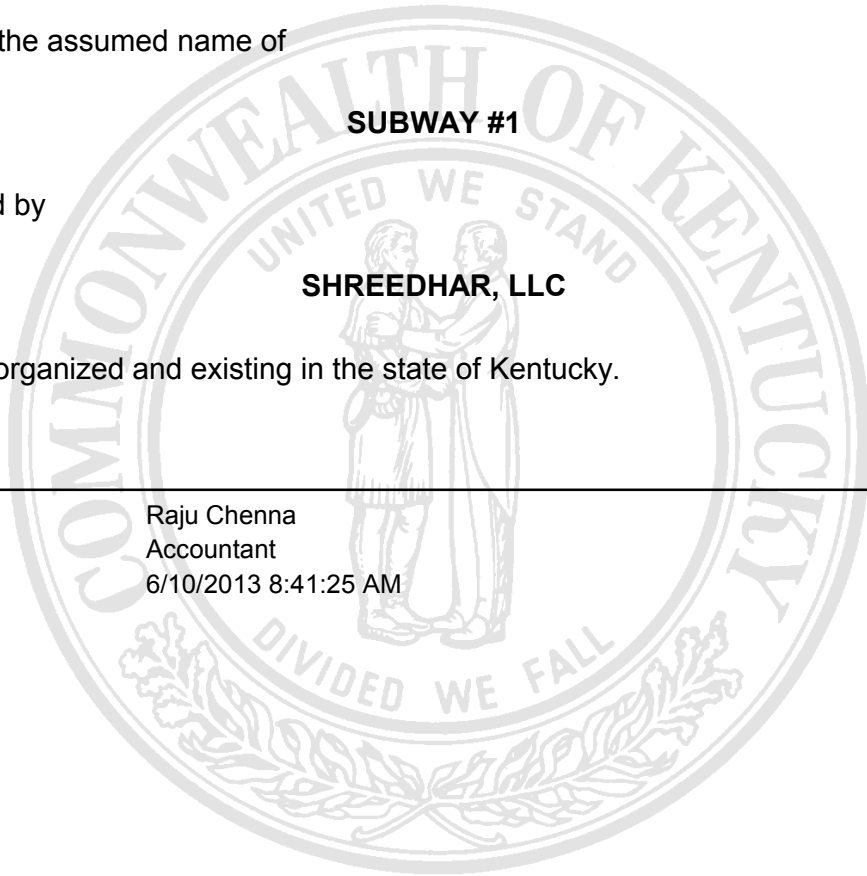 the assumed name of
SUBWAY #1
d by
SHREEDHAR, LLC
organized and existing in the state of Kentucky.
Raju Chenna
Accountant
6/10/2013 8:41:25 AM
COMMONWEALTH OF KENTUCKY
UNITED WE STAND
DIVIDED WE FALL